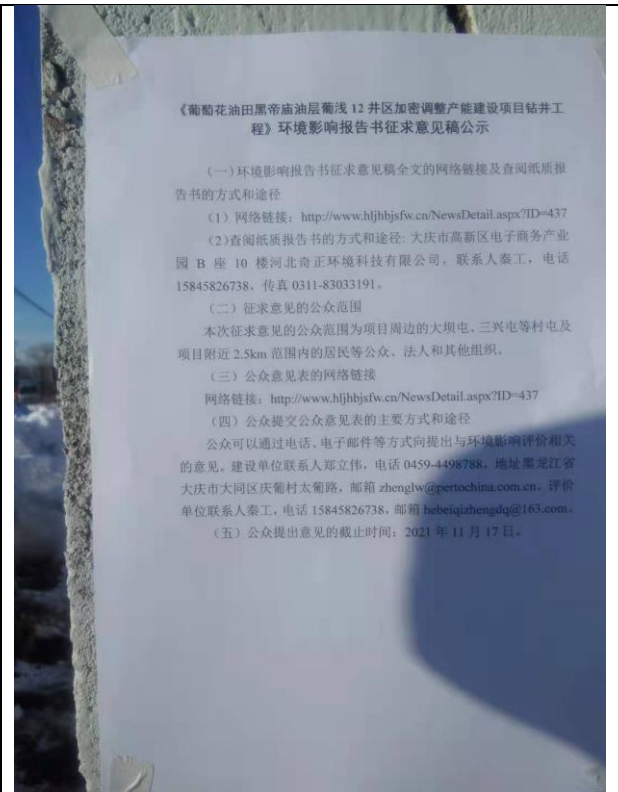 《葡萄花油田黑帝庙油层葡浅 12 井区加密调整产能建设项目钻井工
程》环境影响报告书征求意见稿公示
（一）环境影响报告书征求意见稿全文的网络链接及查阅纸质报
告书的方式和途径
（1）网络链接：http://www.hljhbjsfw.cn/NewsDetail.aspx?ID=437
（2）查阅纸质报告书的方式和途径：大庆市高新区电子商务产业
园 B 座 10 楼河北奇正环境科技有限公司。联系人秦工，电话
15845826738，传真 0311-83033191。
（二）征求意见的公众范围
本次征求意见的公众范围为项目周边的大坝屯、三兴屯等村屯及
项目附近 2.5km 范围内的居民等公众、法人和其他组织。
（三）公众意见表的网络链接
网络链接：http://www.hljhbjsfw.cn/NewsDetail.aspx?ID=437
（四）公众提交公众意见表的主要方式和途径
公众可以通过电话、电子邮件等方式向提出与环境影响评价相关
的意见。建设单位联系人郑立伟，电话 0459-4498788，地址黑龙江省
大庆市大同区庆葡村太葡路，邮箱 zhenglw@pertochina.com.cn。评价
单位联系人秦工，电话 15845826738，邮箱 hebeiqizhengdq@163.com。
（五）公众提出意见的截止时间：2021 年 11 月 17 日。